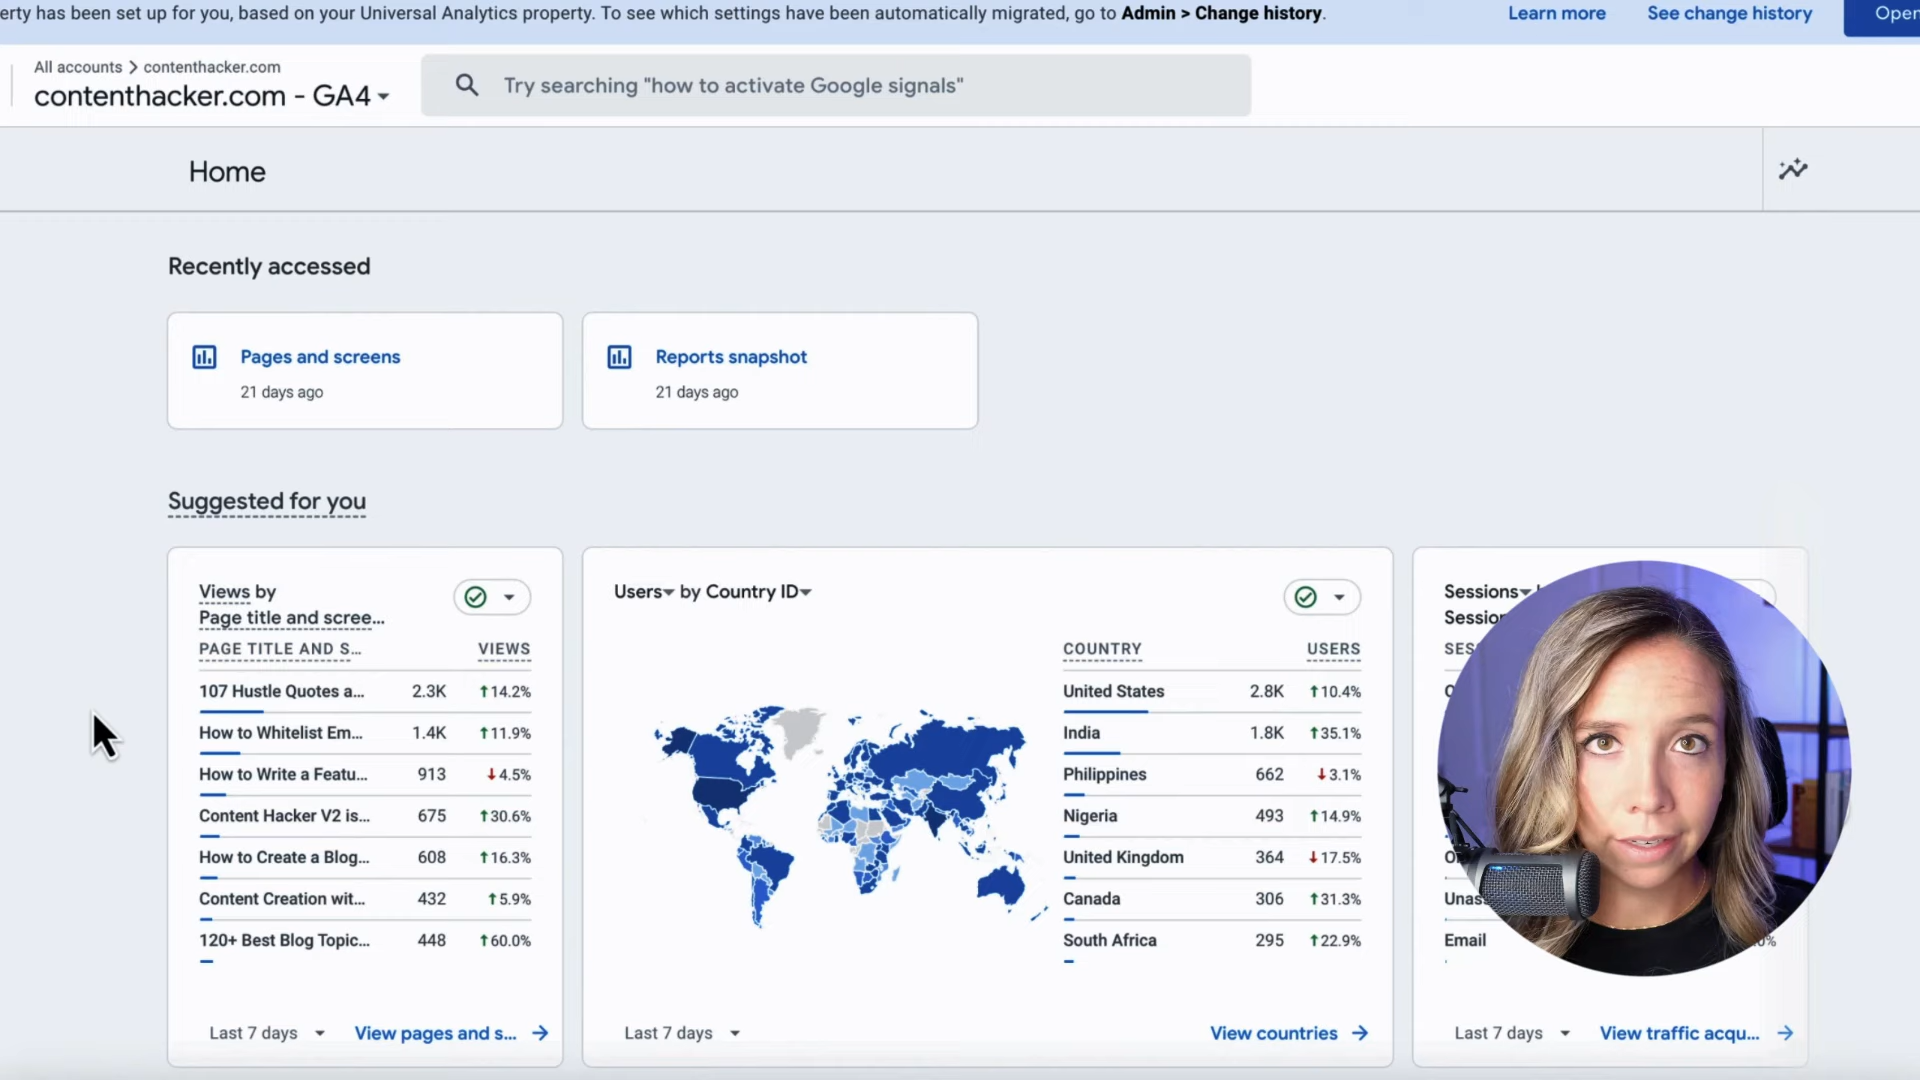 erty has been set up for you, based on your Universal Analytics property. To see which settings have been automatically migrated, go to Admin > Change history.
Learn more
See change history
Open
All accounts > contenthacker.com
contenthacker.com - GA4
Try searching "how to activate Google signals"
Home
Recently accessed
Pages and screens
21 days ago
Reports snapshot
21 days ago
Suggested for you
Views by
Page title and scree...
PAGE TITLE AND S... VIEWS
107 Hustle Quotes a... 2.3K ↑14.2%
How to Whitelist Em... 1.4K ↑11.9%
How to Write a Featu... 913 ↓4.5%
Content Hacker V2 is... 675 ↑30.6%
How to Create a Blog... 608 ↑16.3%
Content Creation wit... 432 ↑5.9%
120+ Best Blog Topic... 448 ↑60.0%
Last 7 days
View pages and s...
Users by Country ID
COUNTRY USERS
United States 2.8K ↑10.4%
India 1.8K ↑35.1%
Philippines 662 ↓3.1%
Nigeria 493 ↑14.9%
United Kingdom 364 ↓17.5%
Canada 306 ↑31.3%
South Africa 295 ↑22.9%
Last 7 days
View countries
Sessions
Email
Last 7 days
View traffic acqu...